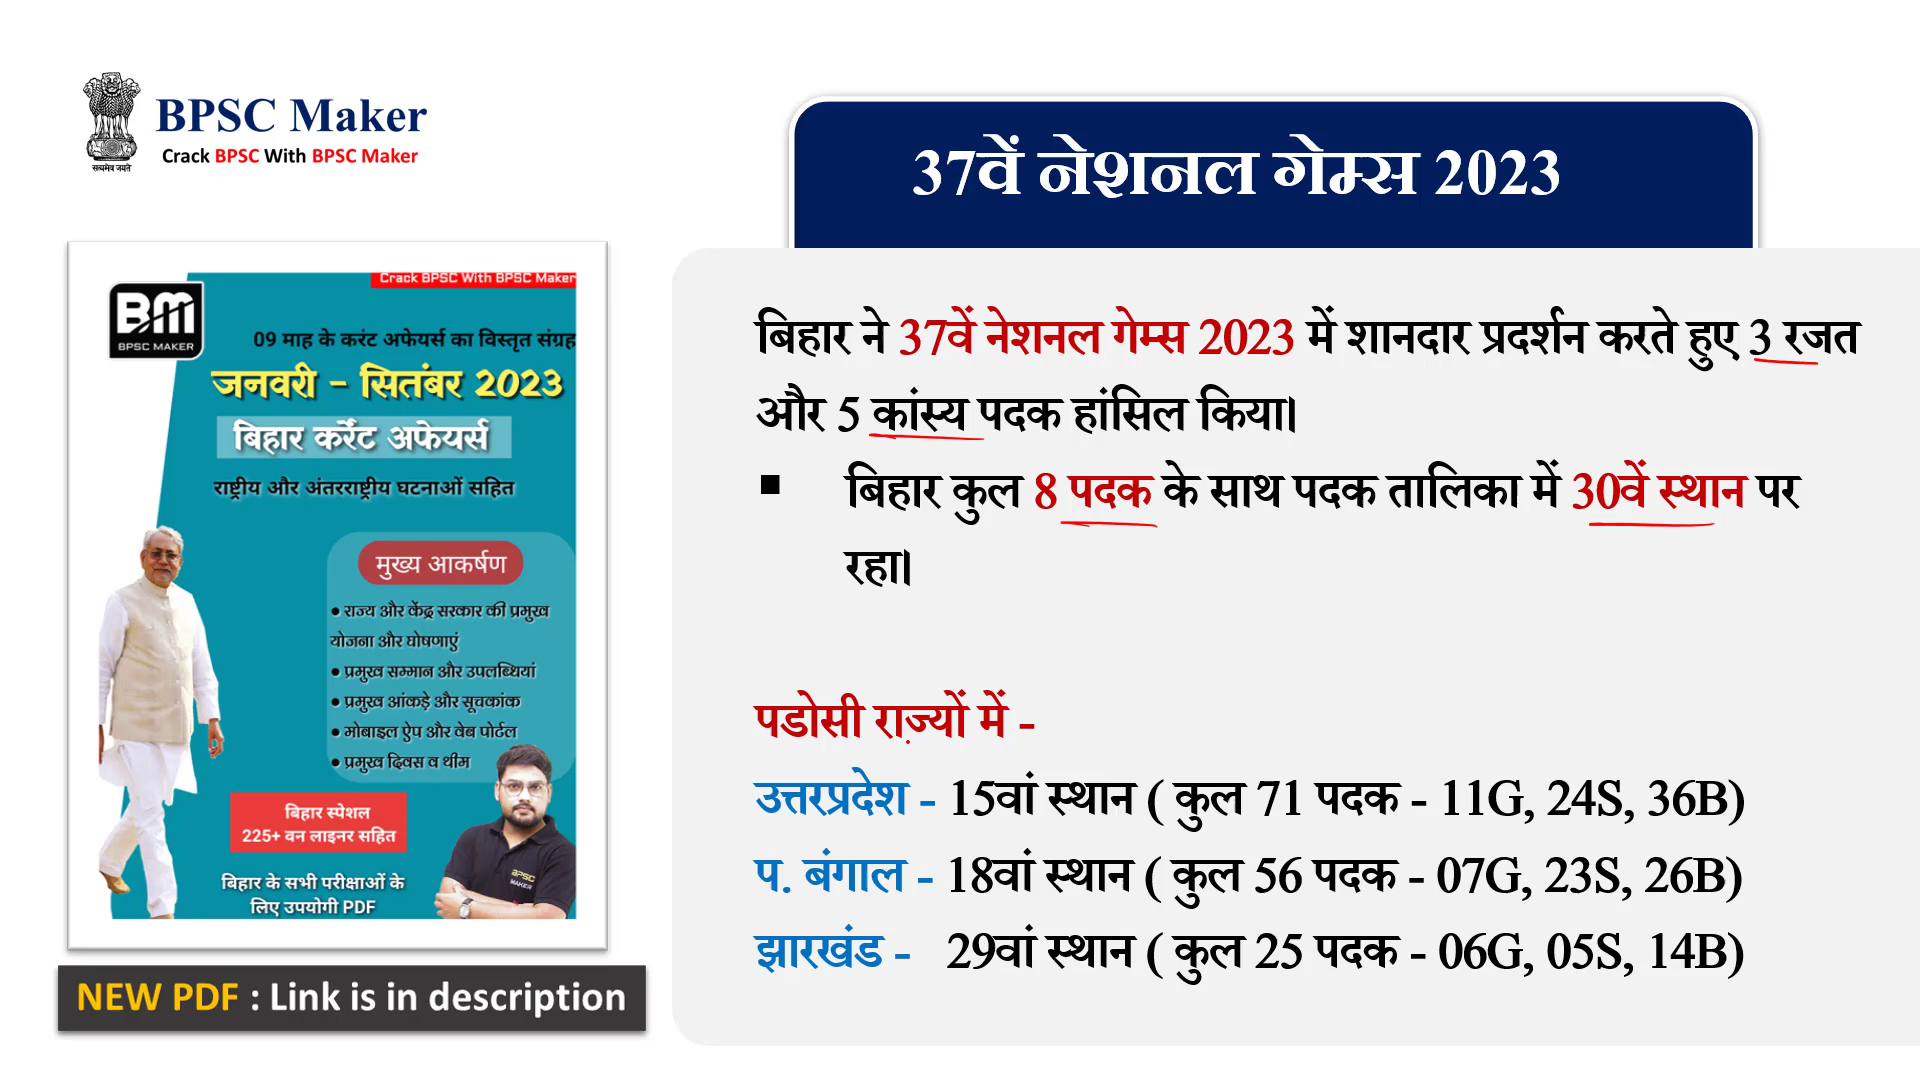 सत्यमेव जयते
BPSC Maker
Crack BPSC With BPSC Maker
37वें नेशनल गेम्स 2023
Crack BPSC With BPSC Maker
BM
BPSC MAKER
09 माह के करंट अफेयर्स का विस्तृत संग्रह
जनवरी - सितंबर 2023
बिहार करेंट अफेयर्स
राष्ट्रीय और अंतरराष्ट्रीय घटनाओं सहित
मुख्य आकर्षण
• राज्य और केंद्र सरकार की प्रमुख
योजना और घोषणाएं
• प्रमुख सम्मान और उपलब्धियां
• प्रमुख आंकड़े और सूचकांक
• मोबाइल ऐप और वेब पोर्टल
• प्रमुख दिवस व थीम
बिहार स्पेशल
225+ वन लाइनर सहित
BPSC
MAKER
बिहार के सभी परीक्षाओं के
लिए उपयोगी PDF
NEW PDF : Link is in description
बिहार ने 37वें नेशनल गेम्स 2023 में शानदार प्रदर्शन करते हुए 3 रजत
और 5 कांस्य पदक हांसिल किया।
▪ बिहार कुल 8 पदक के साथ पदक तालिका में 30वें स्थान पर
रहा।
पडोसी राज़्यों में -
उत्तरप्रदेश - 15वां स्थान ( कुल 71 पदक - 11G, 24S, 36B)
प. बंगाल - 18वां स्थान ( कुल 56 पदक - 07G, 23S, 26B)
झारखंड - 29वां स्थान ( कुल 25 पदक - 06G, 05S, 14B)